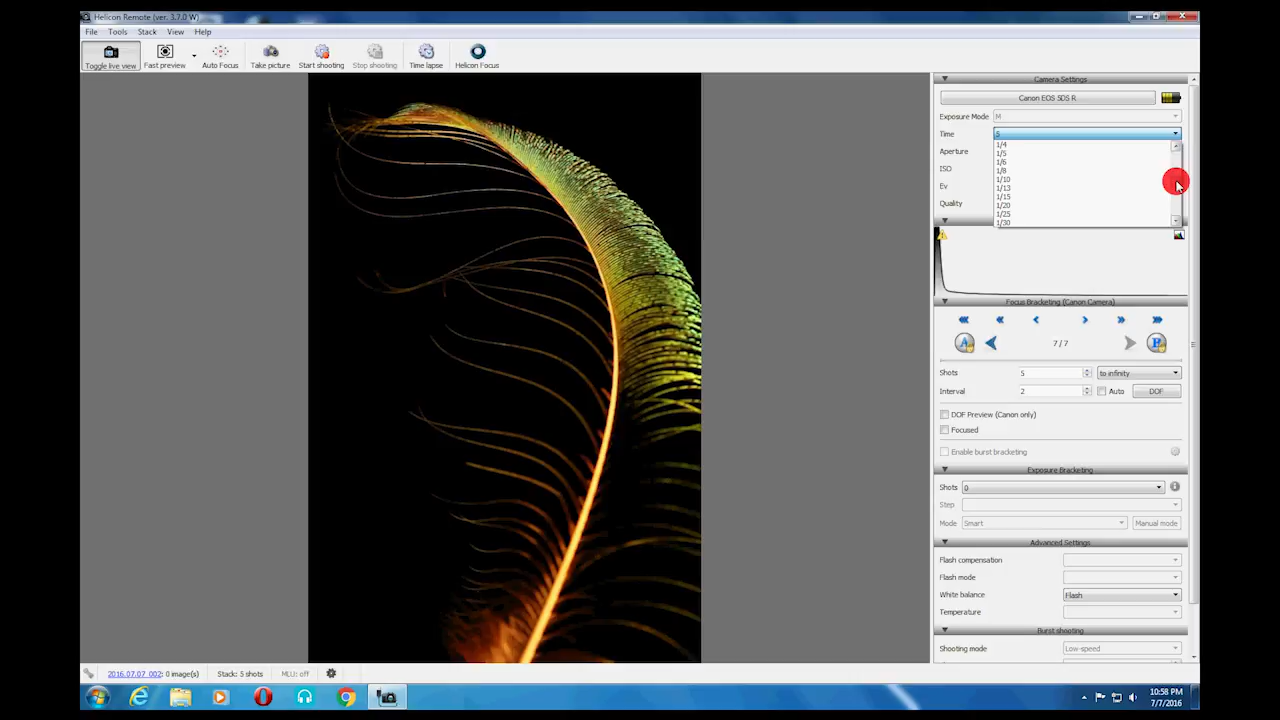 Helicon Remote (ver. 3.7.0 W)
File Tools Stack View Help
Toggle live view Fast preview Auto Focus Take picture Start shooting Stop shooting Time lapse Helicon Focus
Camera Settings
Canon EOS 5DS R
Exposure Mode M
Time 5
1/4
Aperture
1/5
1/6
ISO
1/8
1/10
Ev
1/13
1/15
Quality
1/20
1/25
1/30
Focus Bracketing (Canon Camera)
A 7 / 7 B
Shots 5 to infinity
Interval 2 Auto DOF
DOF Preview (Canon only)
Focused
Enable burst bracketing
Exposure Bracketing
Shots 0
Step
Mode Smart Manual mode
Advanced Settings
Flash compensation
Flash mode
White balance Flash
Temperature
Burst shooting
Shooting mode Low-speed
2016.07.07_002: 0 image(s) Stack: 5 shots MLU: off
10:58 PM
7/7/2016